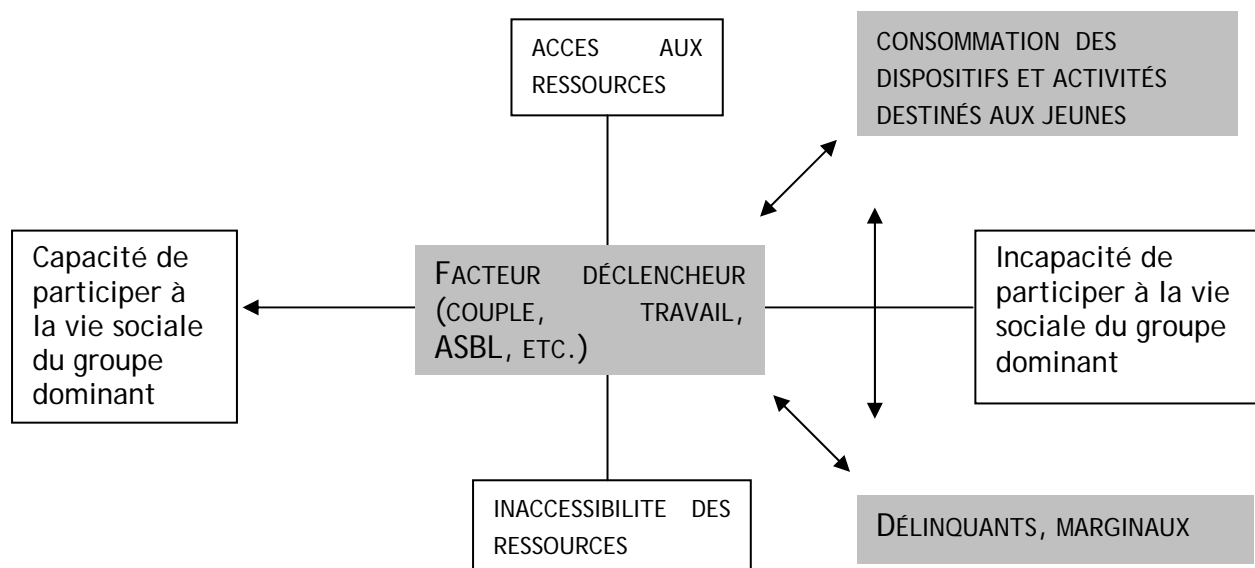 ACCES AUX
RESSOURCES
CONSOMMATION DES
DISPOSITIFS ET ACTIVITÉS
DESTINÉS AUX JEUNES
Capacité de
participer à
la vie sociale
du groupe
dominant
FACTEUR DÉCLENCHEUR
(COUPLE, TRAVAIL,
ASBL, ETC.)
Incapacité de
participer à la vie
sociale du groupe
dominant
INACCESSIBILITE DES
RESSOURCES
DÉLINQUANTS, MARGINAUX